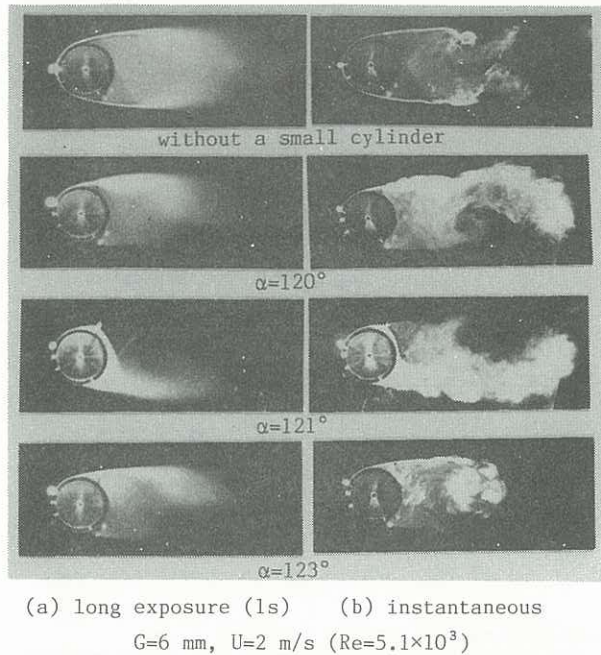 without a small cylinder
α=120°
α=121°
α=123°
(a) long exposure (1s) (b) instantaneous
G=6 mm, U=2 m/s (Re=5.1×10³)